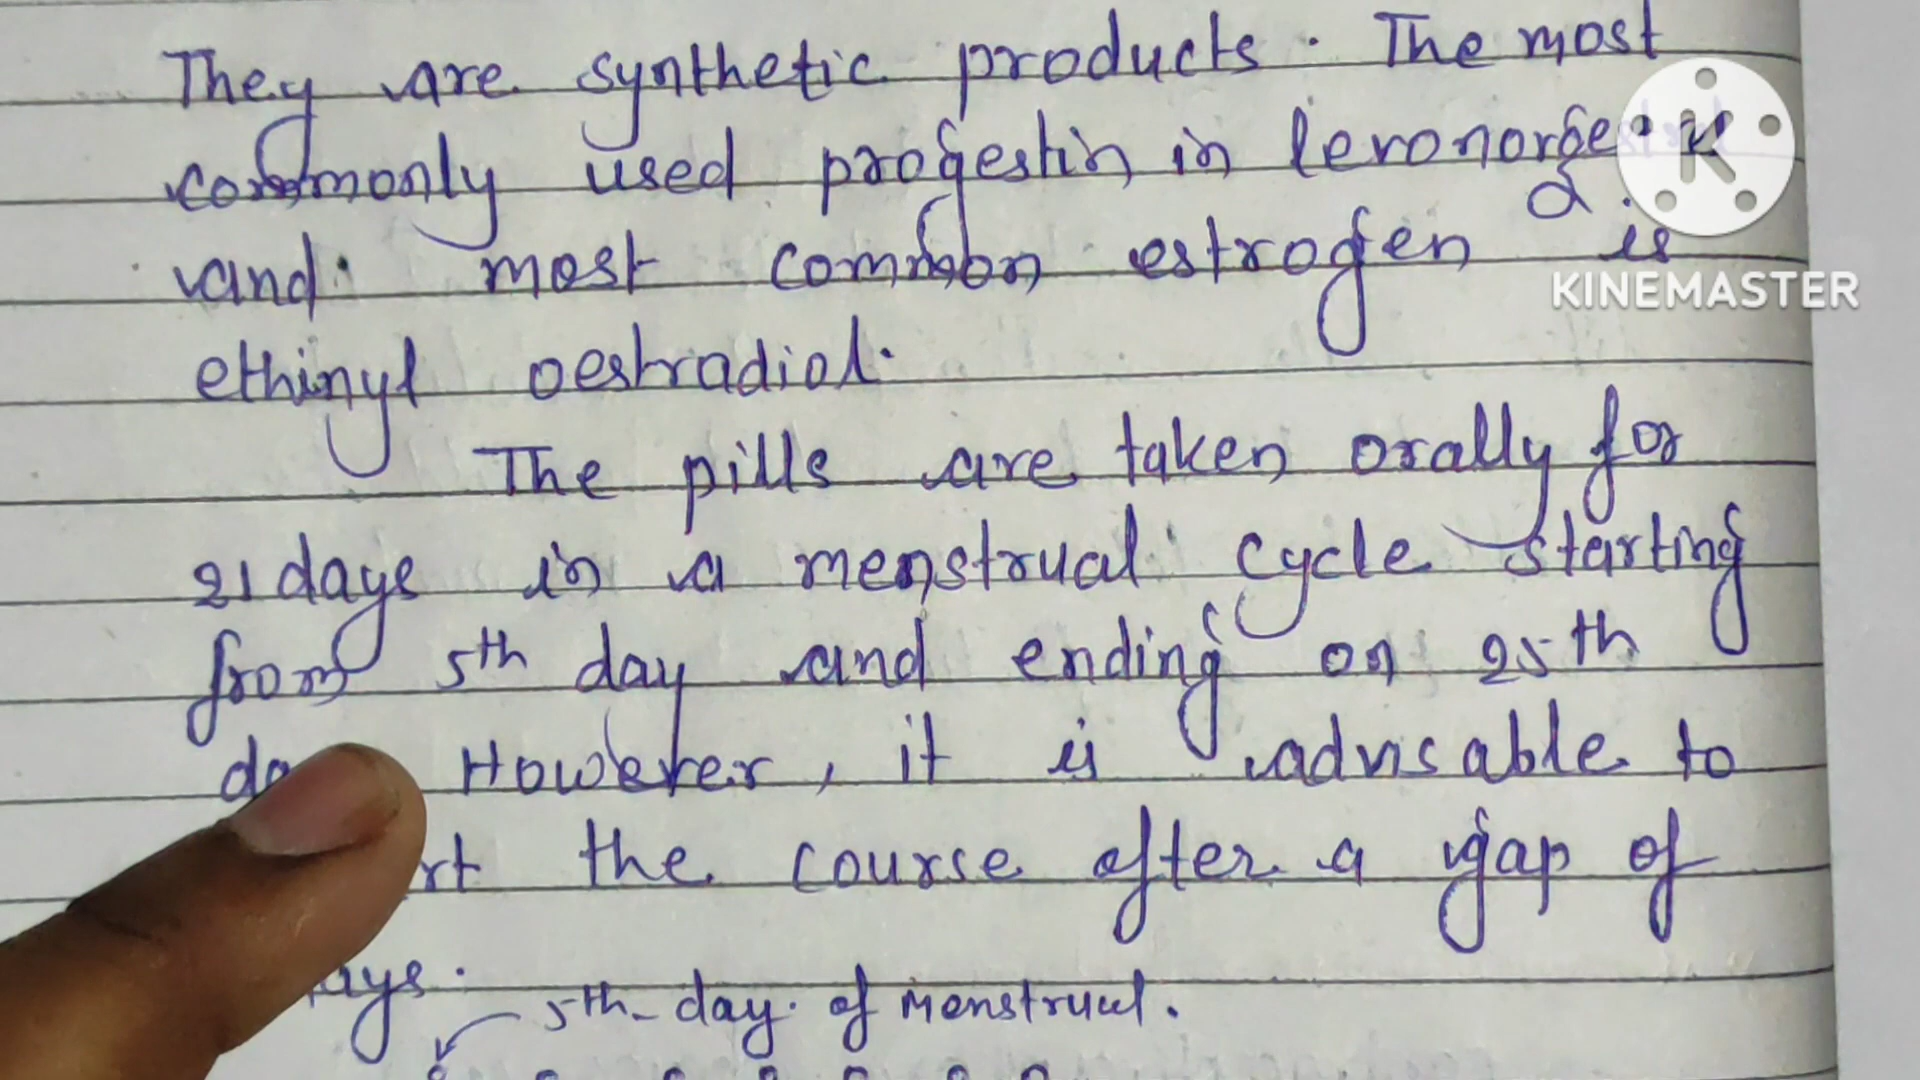 They are synthetic products. The most
commonly used progestin in levonorgest
and most common estrogen is
KINEMASTER
ethinyl oestradiol.
The pills are taken orally for
21 days in a menstrual cycle starting
from 5th day and ending on 25th
However, it is advisable to
the course after a gap of
5th day of menstrual.